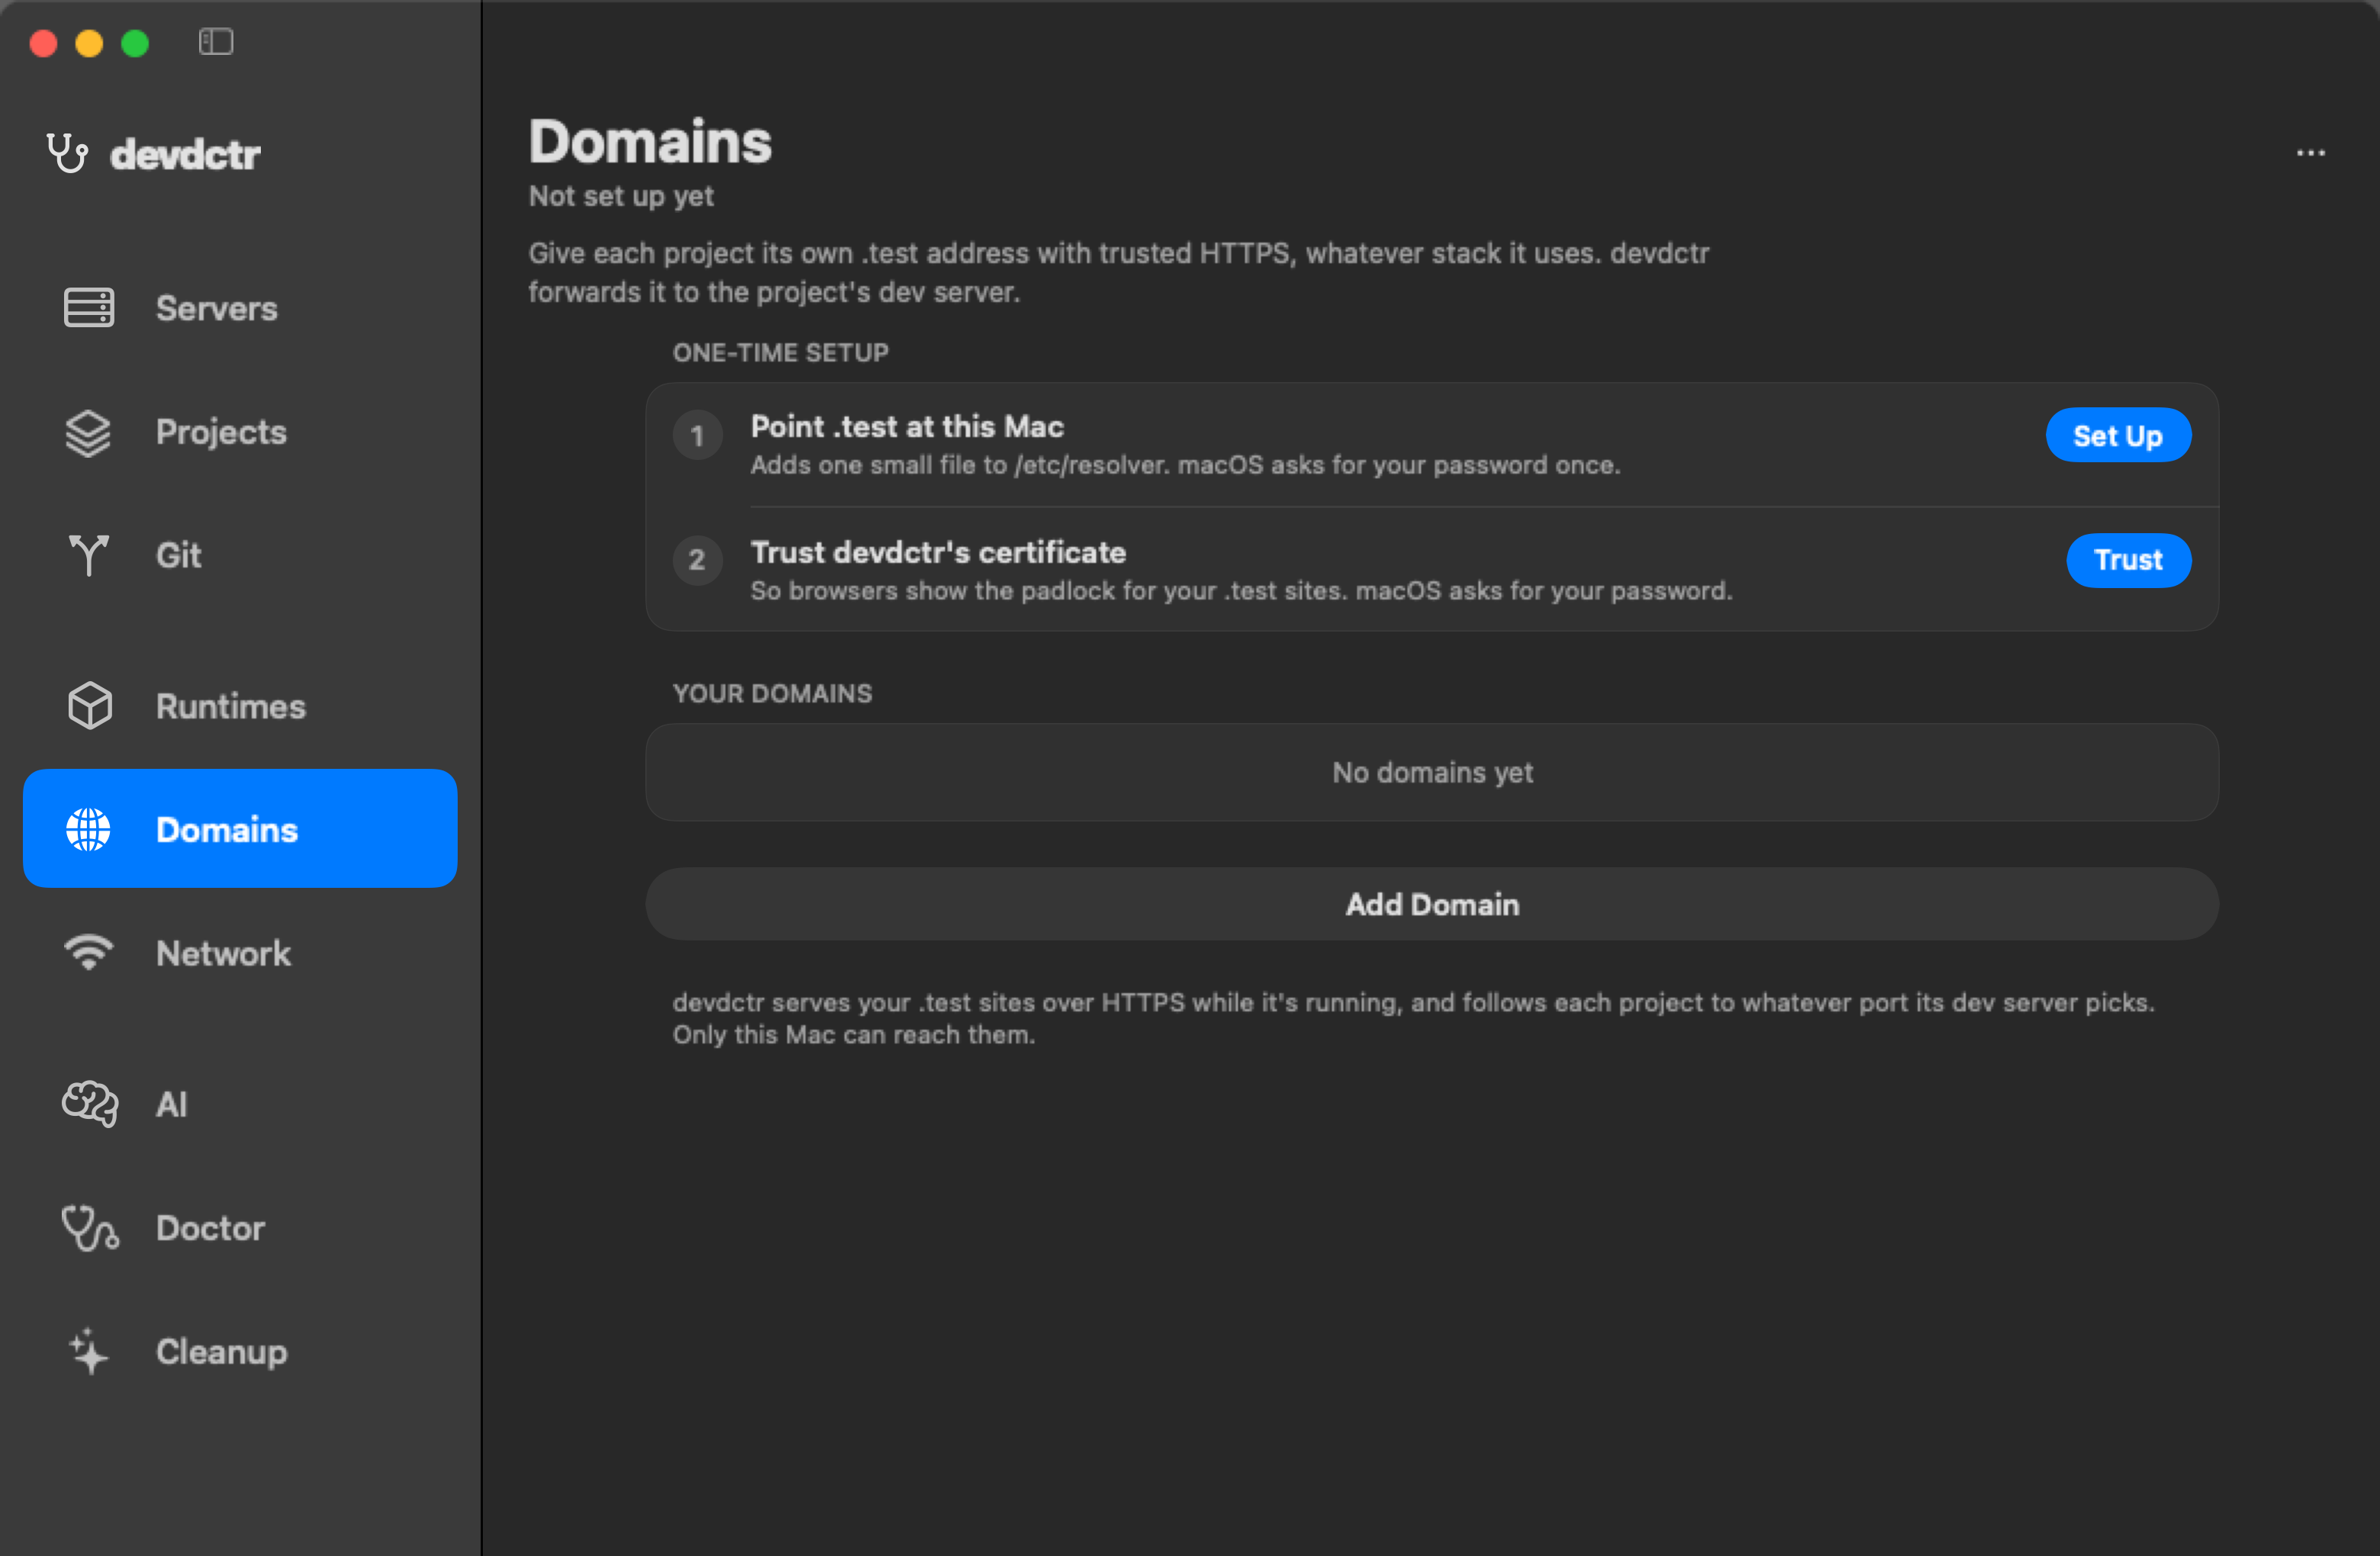 devdctr
Servers
Projects
Git
Runtimes
Domains
Network
AI
Doctor
Cleanup
Domains
Not set up yet
Give each project its own .test address with trusted HTTPS, whatever stack it uses. devdctr
forwards it to the project's dev server.
ONE-TIME SETUP
1 Point .test at this Mac Set Up
Adds one small file to /etc/resolver. macOS asks for your password once.
2 Trust devdctr's certificate Trust
So browsers show the padlock for your .test sites. macOS asks for your password.
YOUR DOMAINS
No domains yet
Add Domain
devdctr serves your .test sites over HTTPS while it's running, and follows each project to whatever port its dev server picks.
Only this Mac can reach them.